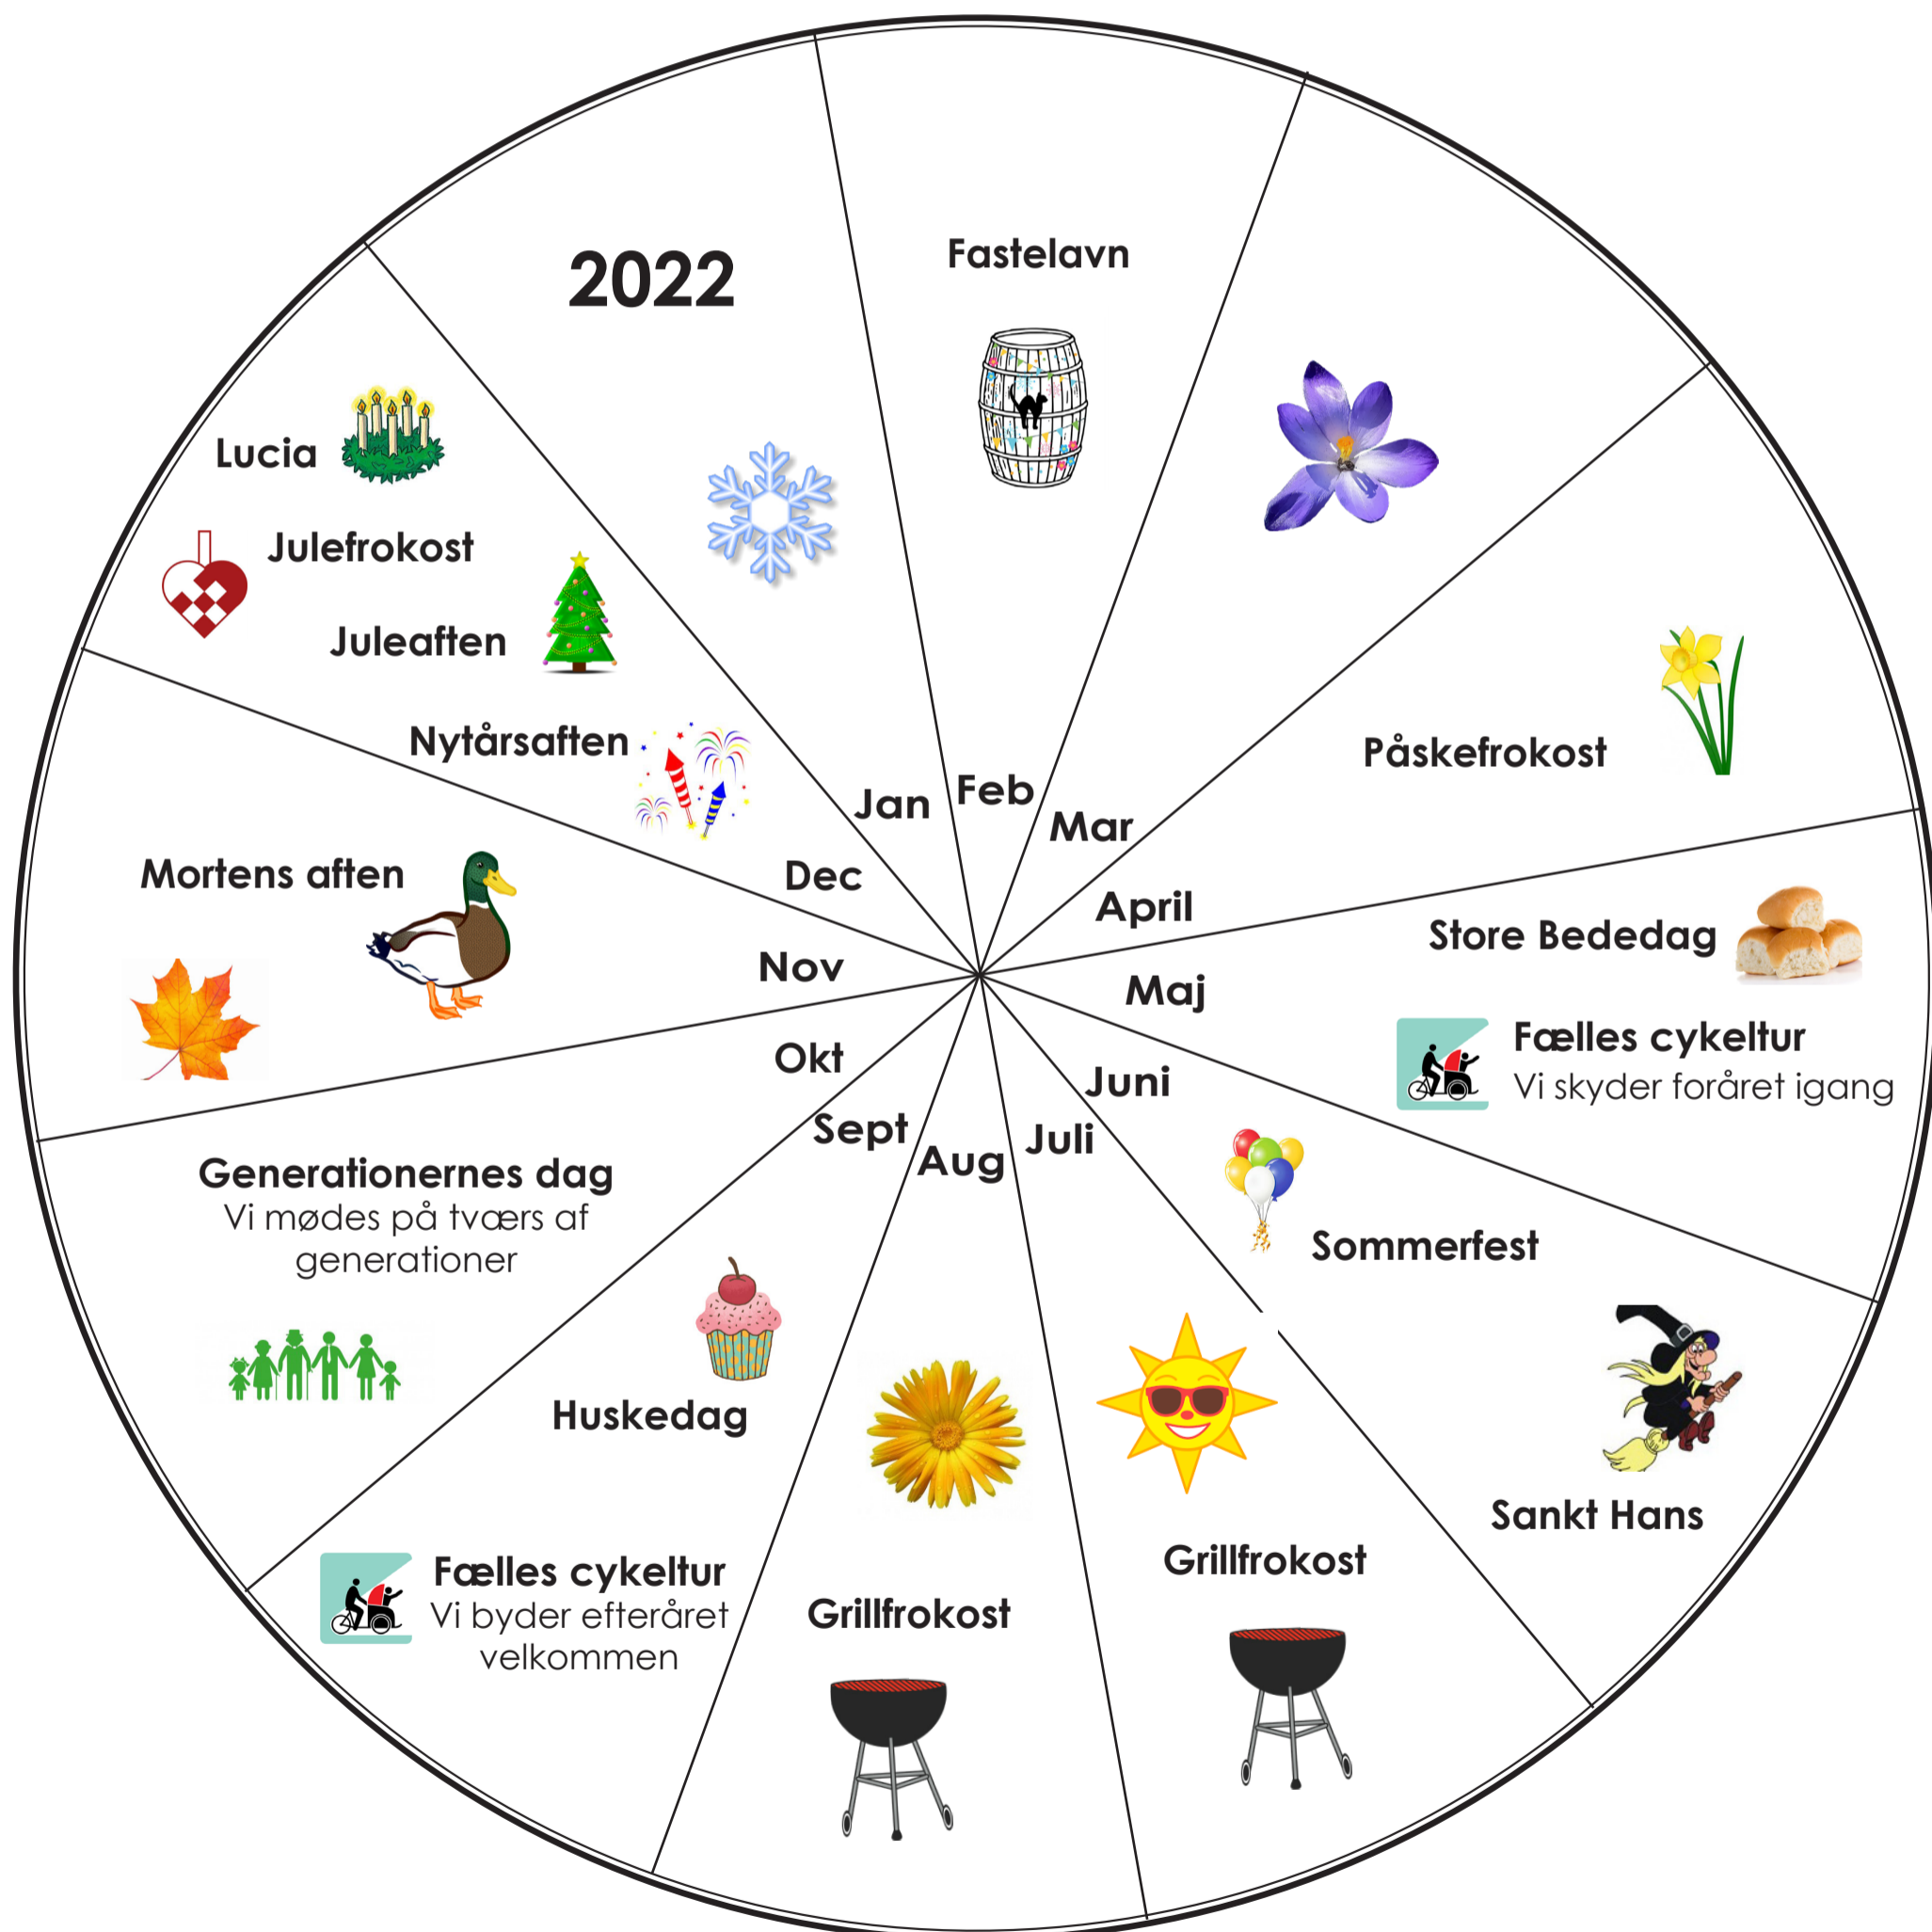 2022
Jan
Fastelavn
Feb
Mar
Påskefrokost
April
Store Bededag
Fælles cykeltur
Vi skyder foråret igang
Maj
Juni
Sommerfest
Sankt Hans
Juli
Grillfrokost
Aug
Grillfrokost
Sept
Huskedag
Fælles cykeltur
Vi byder efteråret
velkommen
Okt
Generationernes dag
Vi mødes på tværs af
generationer
Nov
Mortens aften
Dec
Lucia
Julefrokost
Juleaften
Nytårsaften